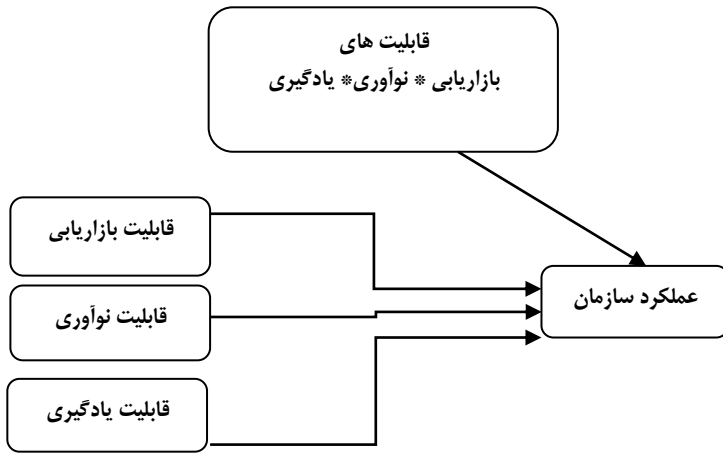 قابلیت های
بازاریابی * نوآوری* یادگیری
قابلیت بازاریابی
عملکرد سازمان
قابلیت نوآوری
قابلیت یادگیری